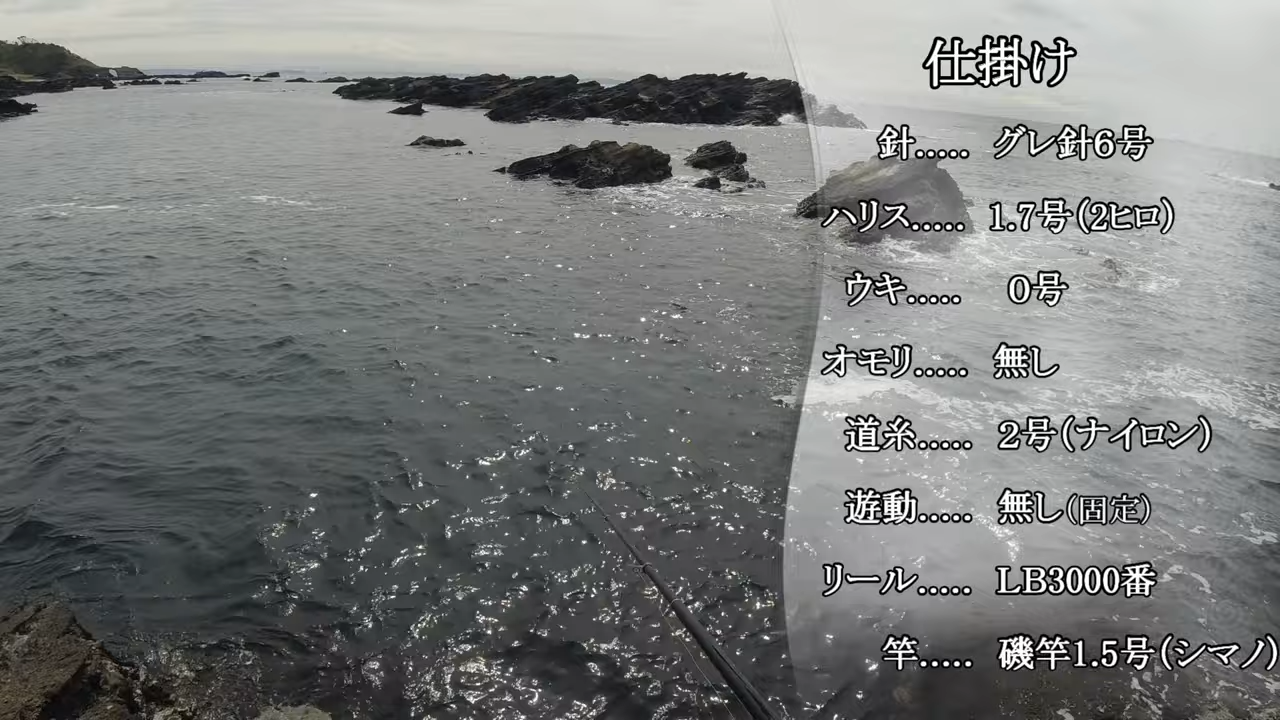 仕掛け
針..... グレ針6号
ハリス..... 1.7号(2ヒロ)
ウキ..... 0号
オモリ..... 無し
道糸..... 2号(ナイロン)
遊動..... 無し(固定)
リール..... LB3000番
竿..... 磯竿1.5号(シマノ)